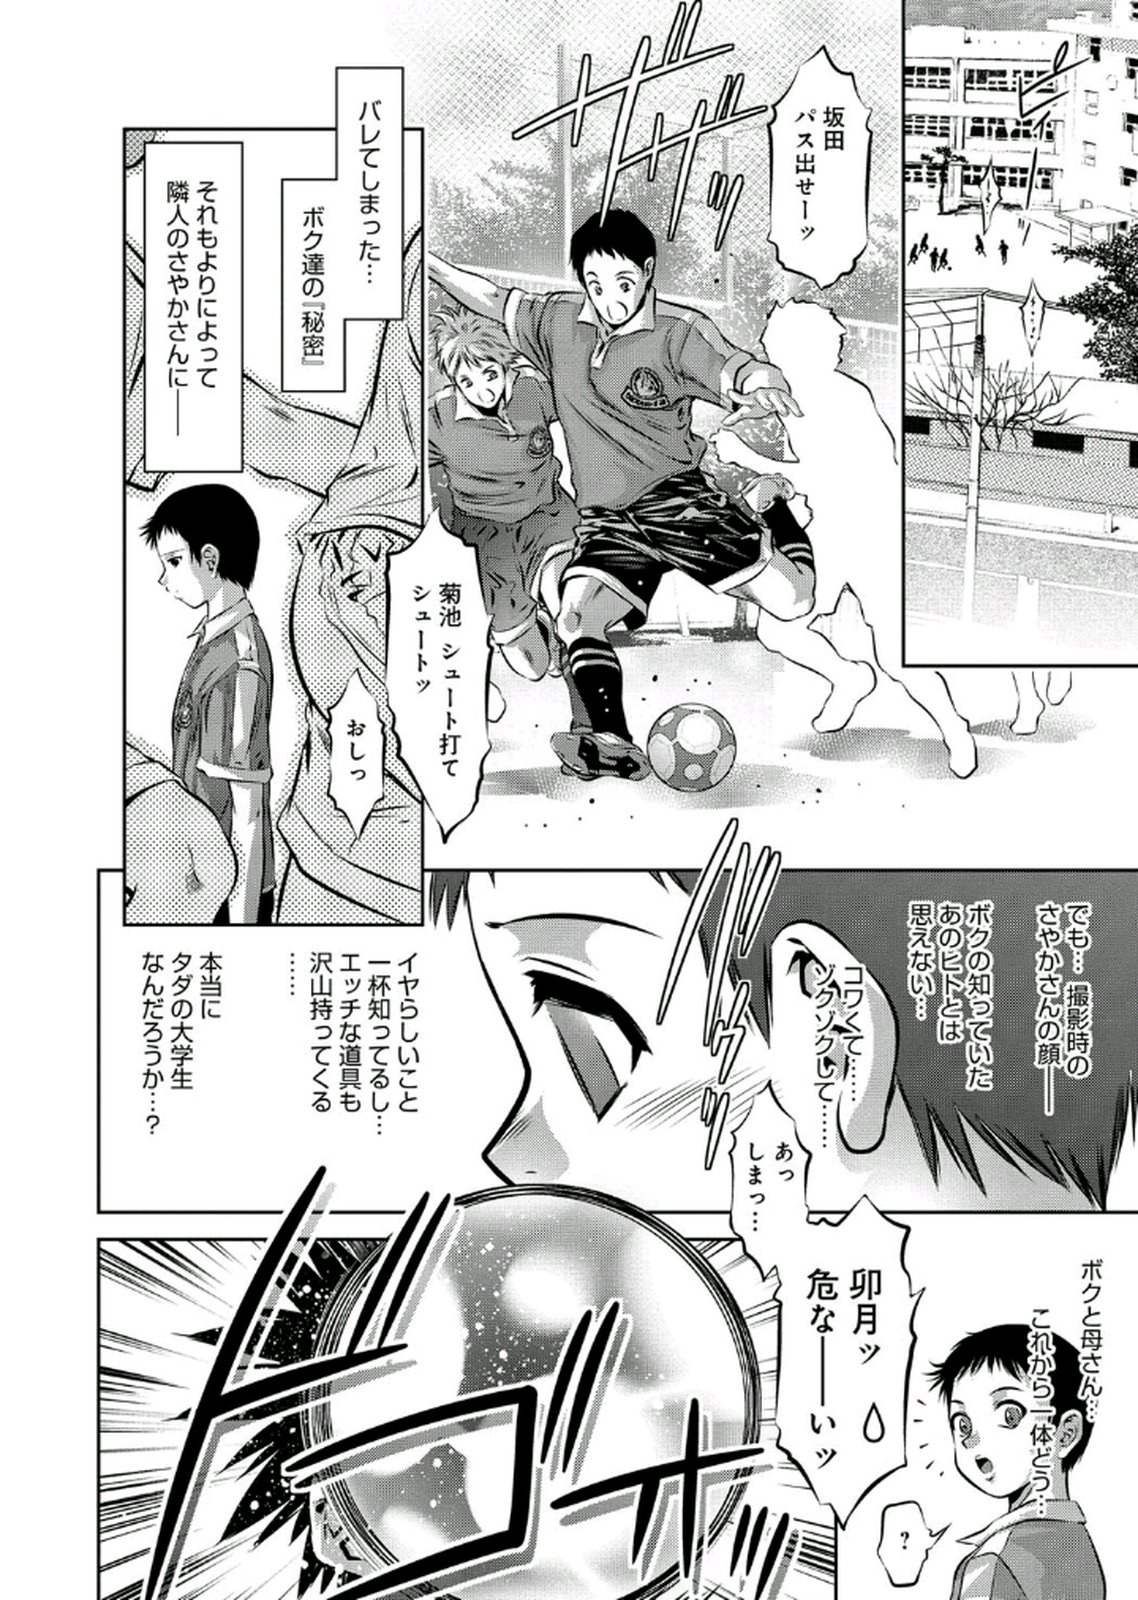 坂田
パス出せーッ
ザザザッ
菊池 シュート打て
シュートッ
バレてしまった…
ボク達の『秘密』
それもよりによって
隣人のさやかさんに――
おしっ
でも… 撮影時の
さやかさんの顔――
ボクの知っていた
あのヒトとは
思えない…
コワくて……
ゾクゾクして……
イヤらしいこと
一杯知ってるし…
エッチな道具も
沢山持ってくる
……
本当に
タダの大学生
なんだろうか…?
ボクと母さん…
これから一体どう…
あっ
しまっ…
卯月ッ
危な――いッ
?